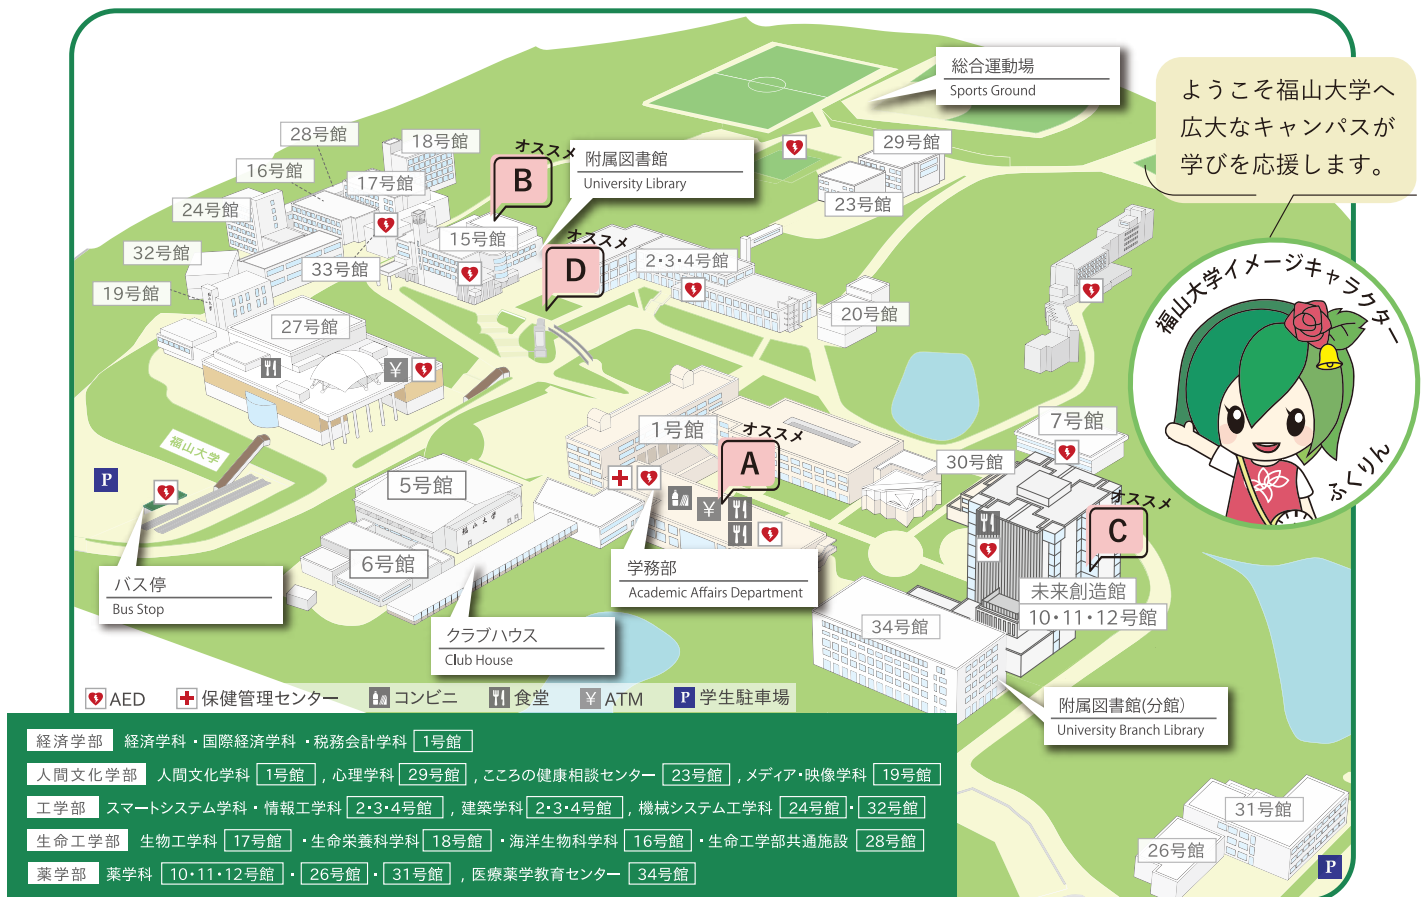 総合運動場
Sports Ground
ようこそ福山大学へ
広大なキャンパスが
学びを応援します。
28号館
18号館
オススメ
B
附属図書館
University Library
29号館
16号館
17号館
24号館
23号館
15号館
オススメ
D
2・3・4号館
32号館
33号館
19号館
20号館
27号館
¥
福山大学イメージキャラクター
ふくりん
福山大学
P
1号館
オススメ
A
7号館
30号館
5号館
福山大学
¥
オススメ
C
6号館
バス停
Bus Stop
学務部
Academic Affairs Department
未来創造館
10・11・12号館
クラブハウス
Club House
34号館
附属図書館(分館)
University Branch Library
AED 保健管理センター コンビニ 食堂 ¥ ATM P 学生駐車場
経済学部 経済学科・国際経済学科・税務会計学科 1号館
人間文化学部 人間文化学科 1号館 , 心理学科 29号館 , こころの健康相談センター 23号館 , メディア・映像学科 19号館
工学部 スマートシステム学科・情報工学科 2・3・4号館 , 建築学科 2・3・4号館 , 機械システム工学科 24号館・32号館
生命工学部 生物工学科 17号館 ・生命栄養科学科 18号館 ・海洋生物科学科 16号館 ・生命工学部共通施設 28号館
薬学部 薬学科 10・11・12号館・26号館・31号館 , 医療薬学教育センター 34号館
31号館
26号館
P